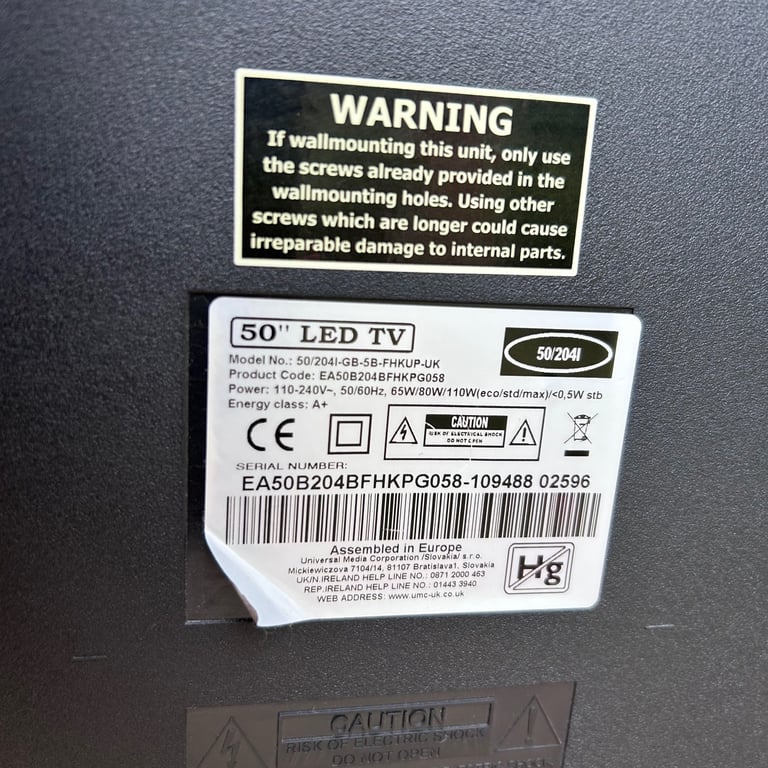 WARNING
If wallmounting this unit, only use
the screws already provided in the
wallmounting holes. Using other
screws which are longer could cause
irreparable damage to internal parts.
50" LED TV
50/204I
Model No.: 50/204I-GB-5B-FHKUP-UK
Product Code: EA50B204BFHKPG058
Power: 110-240V~, 50/60Hz, 65W/80W/110W(eco/std/max)/<0,5W stb
Energy class: A+
CE
CAUTION
RISK OF ELECTRICAL SHOCK
DO NOT OPEN
SERIAL NUMBER:
EA50B204BFHKPG058-109488 02596
Assembled in Europe
Universal Media Corporation /Slovakia/ s.r.o.
Mickiewiczova 7104/14, 81107 Bratislava1, Slovakia
UK/N.IRELAND HELP LINE NO.: 0871 2000 463
REP.IRELAND HELP LINE NO.: 01443 3940
WEB ADDRESS: www.umc-uk.co.uk
Hg
CAUTION
RISK OF ELECTRIC SHOCK
DO NOT OPEN